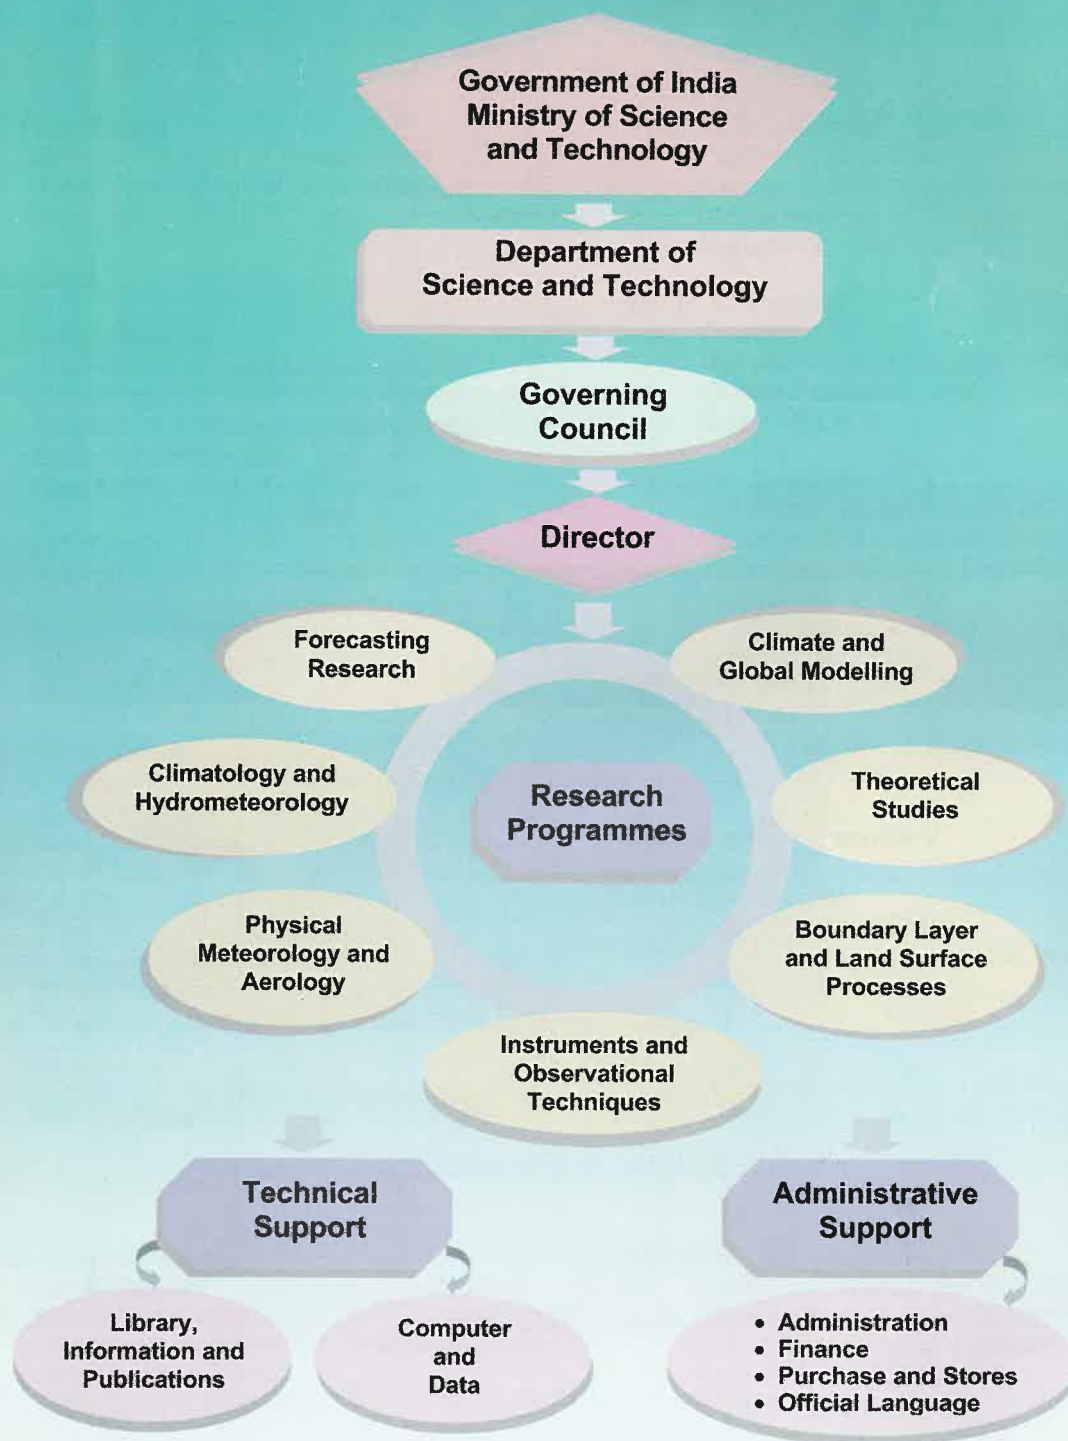 Government of India
Ministry of Science
and Technology
Department of
Science and Technology
Governing
Council
Director
Forecasting
Research
Climate and
Global Modelling
Climatology and
Hydrometeorology
Research
Programmes
Theoretical
Studies
Physical
Meteorology and
Aerology
Boundary Layer
and Land Surface
Processes
Instruments and
Observational
Techniques
Technical
Support
Administrative
Support
Library,
Information and
Publications
Computer
and
Data
• Administration
• Finance
• Purchase and Stores
• Official Language